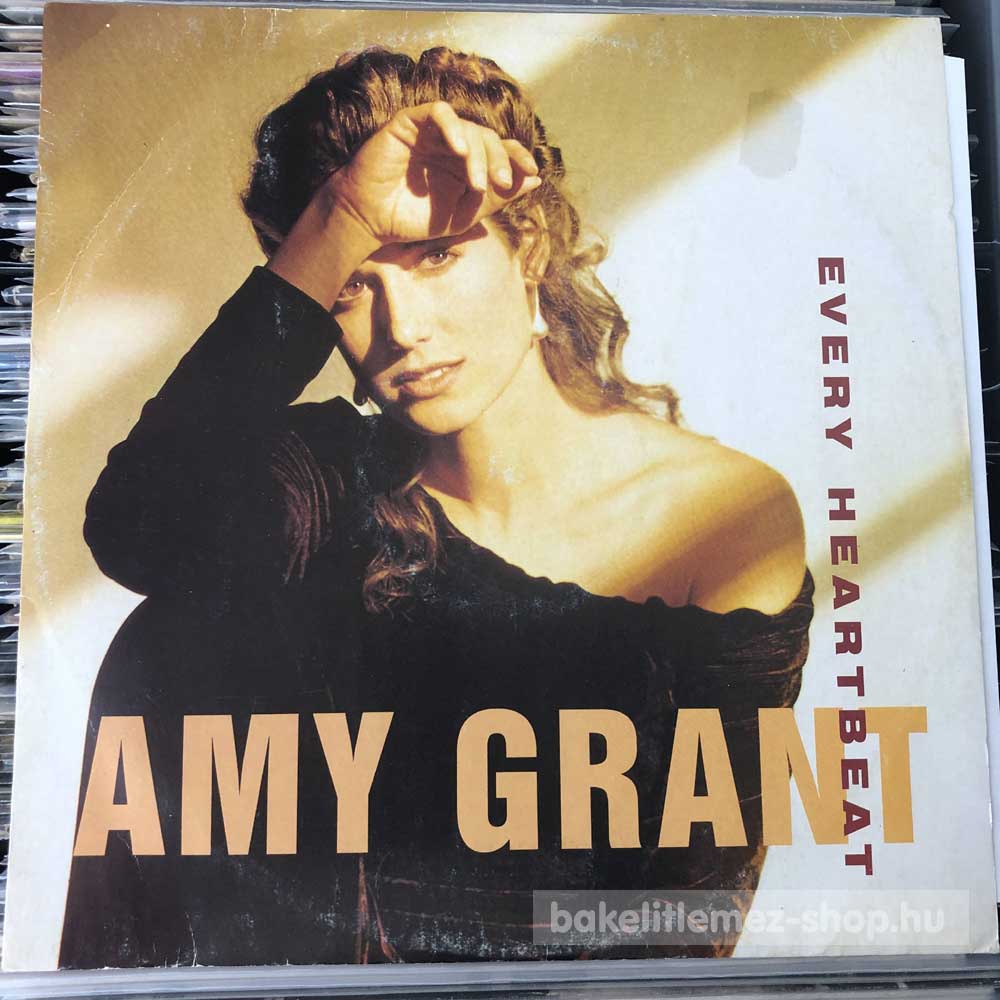 EVERY HEARTBEAT
AMY GRANT
bakelitlemez-shop.hu